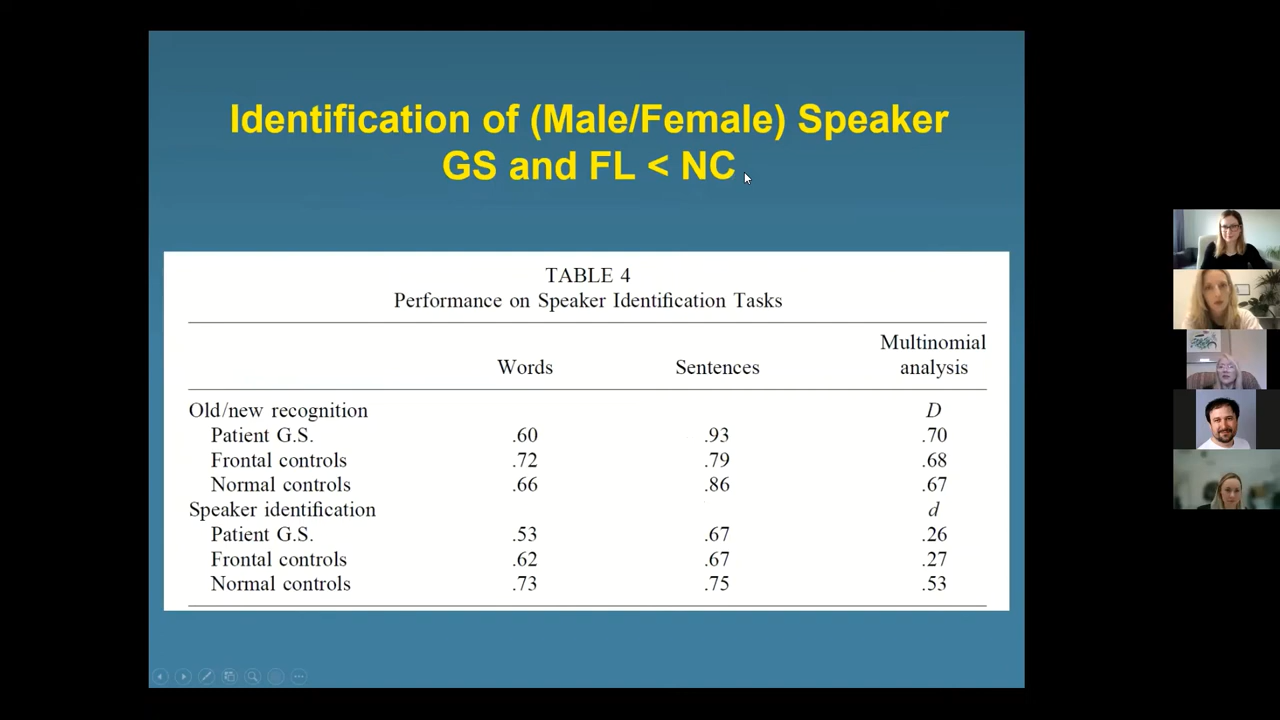 Identification of (Male/Female) Speaker
GS and FL < NC
TABLE 4
Performance on Speaker Identification Tasks
Words Sentences Multinomial analysis
Old/new recognition D
Patient G.S. .60 .93 .70
Frontal controls .72 .79 .68
Normal controls .66 .86 .67
Speaker identification d
Patient G.S. .53 .67 .26
Frontal controls .62 .67 .27
Normal controls .73 .75 .53